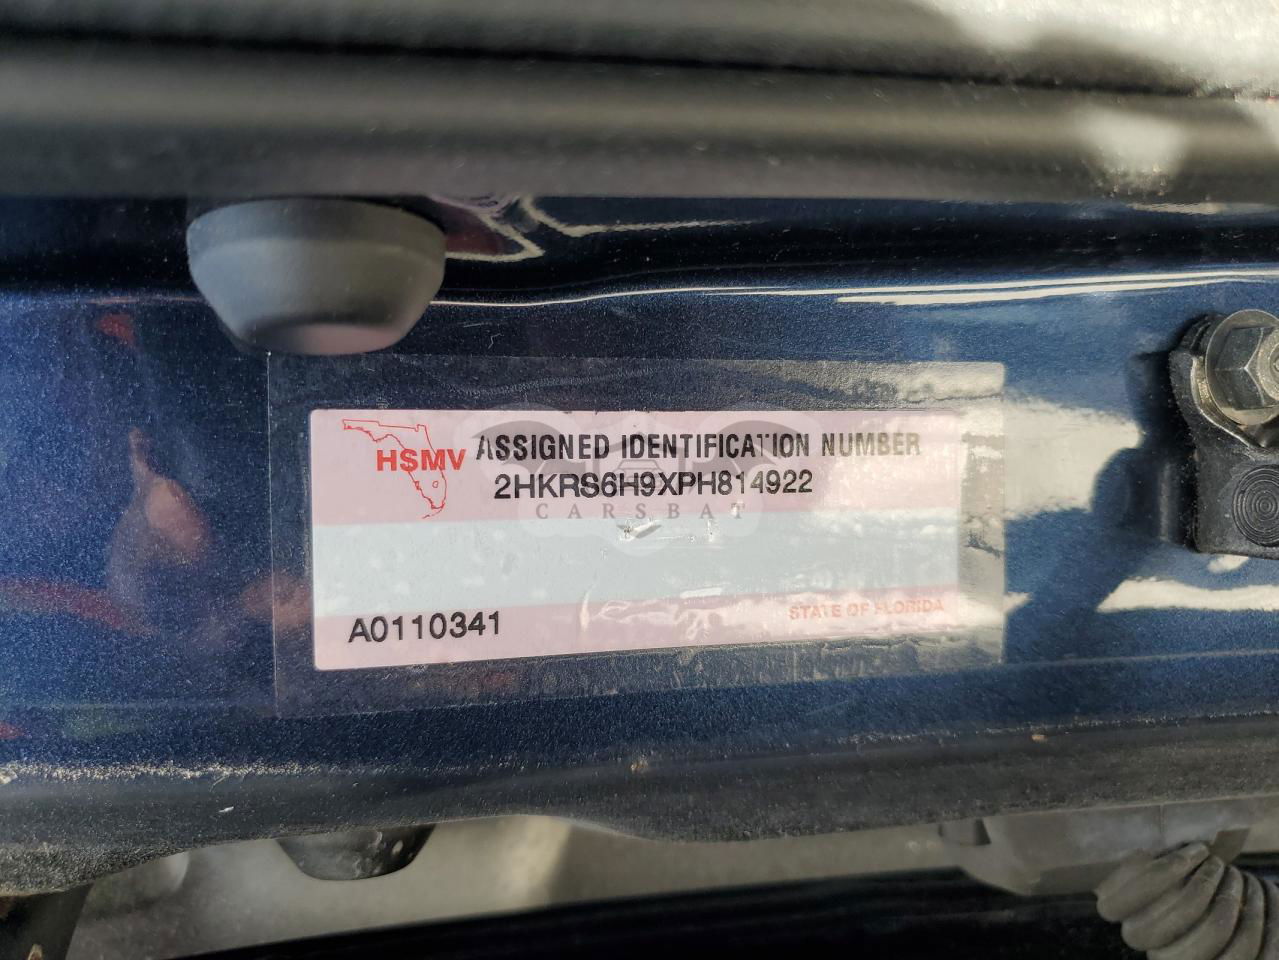 ASSIGNED IDENTIFICATION NUMBER
HSMV
2HKRS6H9XPH814922
CARSBAT
A0110341
STATE OF FLORIDA